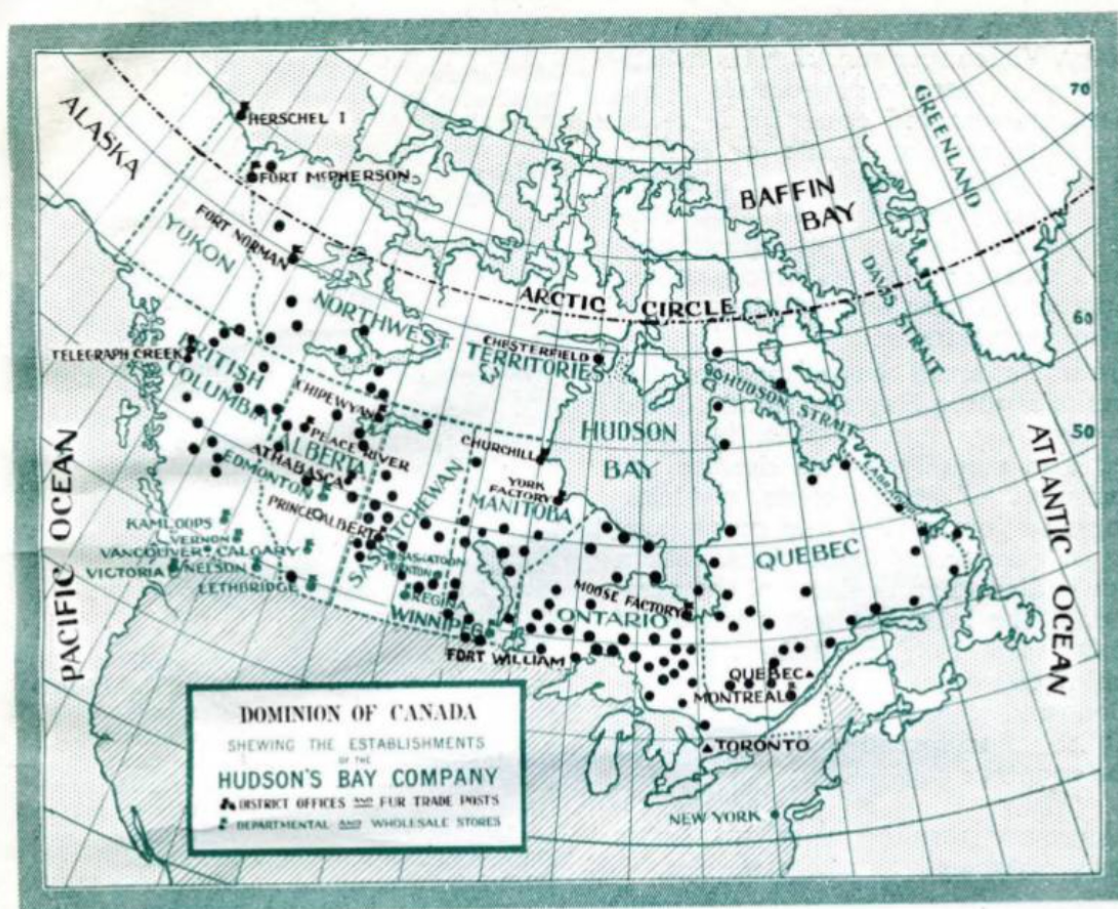 70
GREENLAND
HERSCHEL I
ALASKA
FORT MCPHERSON
BAFFIN
BAY
YUKON
FORT NORMAN
DAVIS STRAIT
ARCTIC CIRCLE
60
NORTHWEST
TERRITORIES
CHESTERFIELD
TELEGRAPH CREEK
BRITISH
COLUMBIA
CHIPEWYAN
HUDSON STRAIT
HUDSON
BAY
50
PEACE RIVER
ALBERTA
ATHABASCA
CHURCHILL
YORK
FACTORY
LABRADOR
EDMONTON
SASKATCHEWAN
MANITOBA
PRINCE ALBERT
ATLANTIC OCEAN
PACIFIC OCEAN
KAMLOOPS
VERNON
VANCOUVER
CALGARY
SASKATOON
YORKTON
QUEBEC
VICTORIA
NELSON
LETHBRIDGE
REGINA
WINNIPEG
MOOSE FACTORY
ONTARIO
FORT WILLIAM
QUEBEC
MONTREAL
TORONTO
NEW YORK
DOMINION OF CANADA
SHEWING THE ESTABLISHMENTS
OF THE
HUDSON'S BAY COMPANY
DISTRICT OFFICES AND FUR TRADE POSTS
DEPARTMENTAL AND WHOLESALE STORES